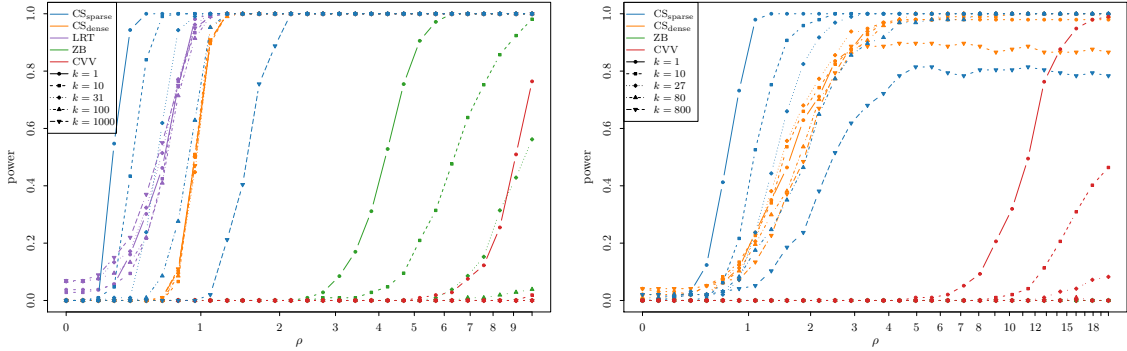 CS_sparse
CS_dense
LRT
ZB
CVV
k = 1
k = 10
k = 31
k = 100
k = 1000
power
0.0
0.2
0.4
0.6
0.8
1.0
0 1 2 3 4 5 6 7 8 9
ρ
CS_sparse
CS_dense
ZB
CVV
k = 1
k = 10
k = 27
k = 80
k = 800
power
0.0
0.2
0.4
0.6
0.8
1.0
0 1 2 3 4 5 6 7 8 10 12 15 18
ρ